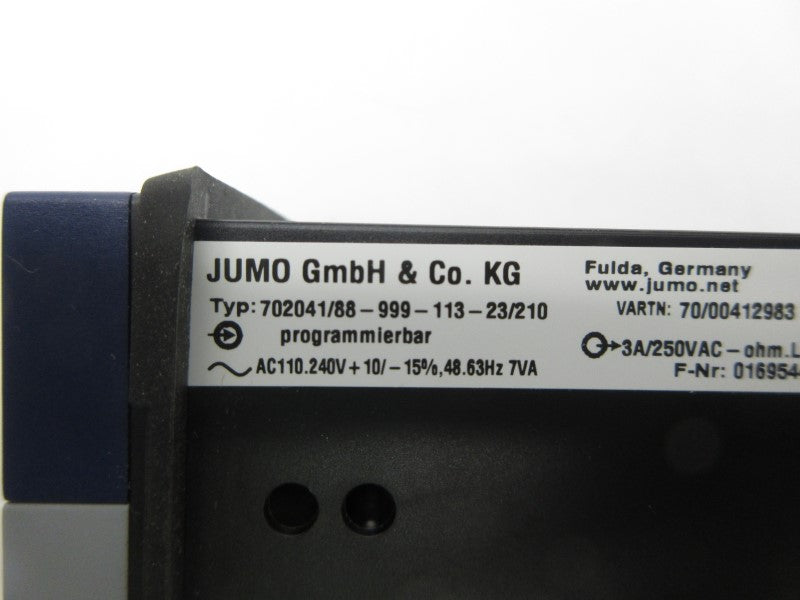 JUMO GmbH & Co. KG
Fulda, Germany
www.jumo.net
Typ: 702041/88-999-113-23/210
VARTN: 70/00412983
programmierbar
3A/250VAC-ohm.L
AC110.240V+10/-15%,48.63Hz 7VA
F-Nr: 016954